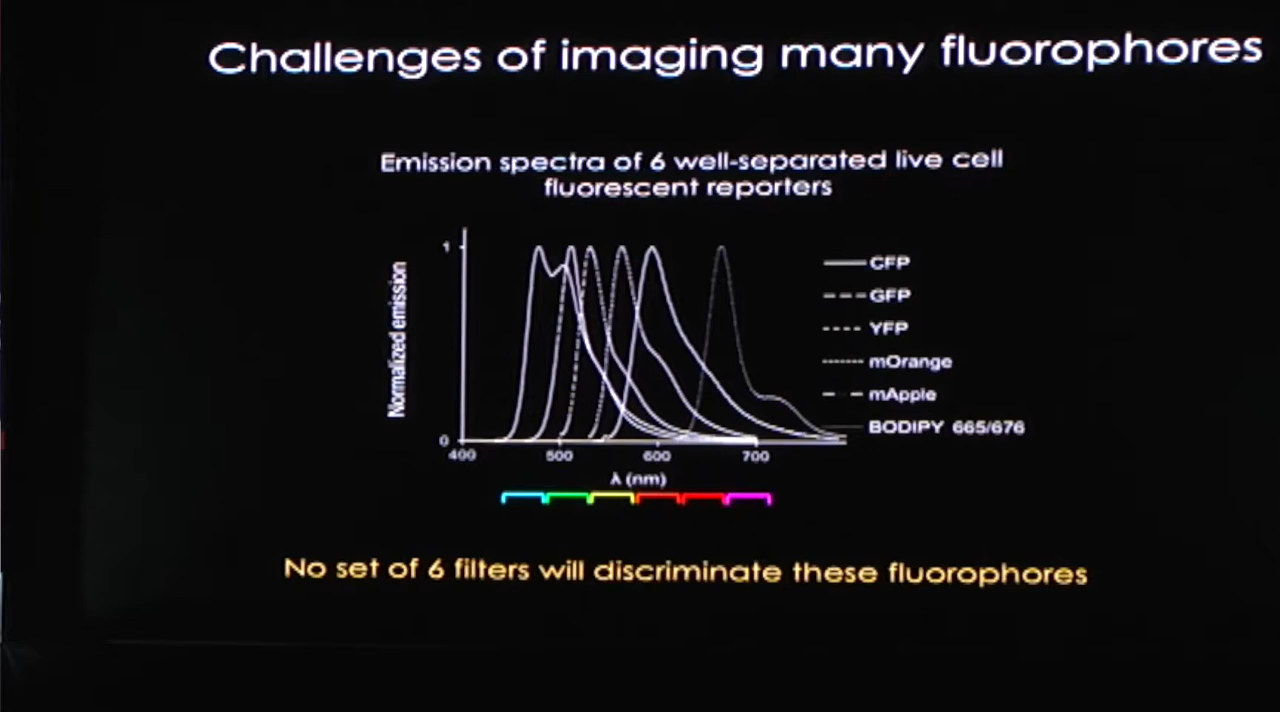 Challenges of imaging many fluorophores
Emission spectra of 6 well-separated live cell
fluorescent reporters
Normalized emission
1
0
400
500
600
700
λ (nm)
CFP
GFP
YFP
mOrange
mApple
BODIPY 665/676
No set of 6 filters will discriminate these fluorophores